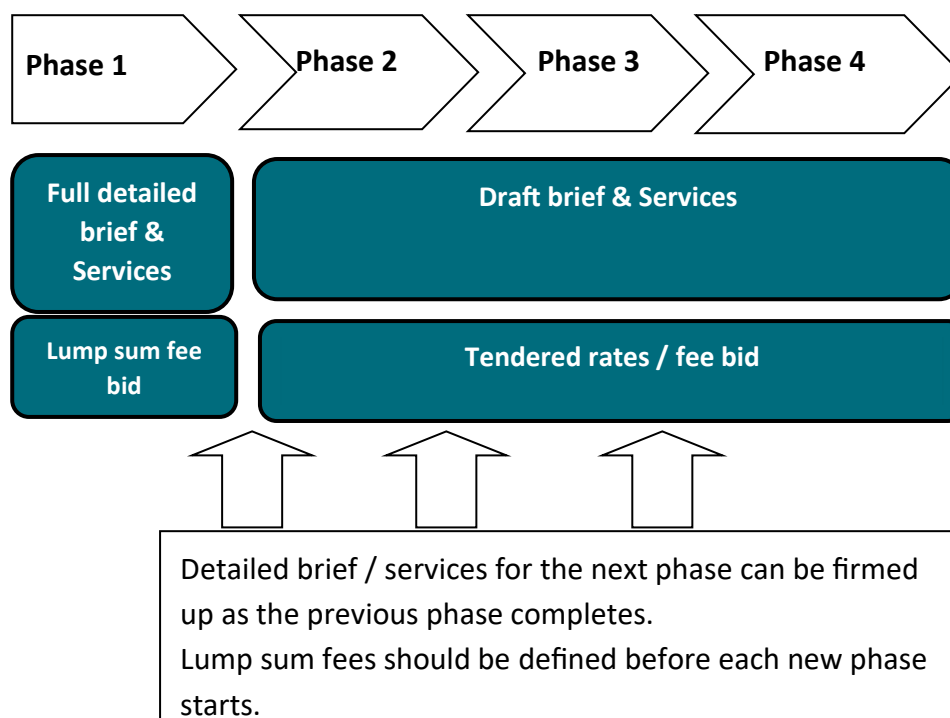 Phase 1
Phase 2
Phase 3
Phase 4
Full detailed
brief &
Services
Draft brief & Services
Lump sum fee
bid
Tendered rates / fee bid
Detailed brief / services for the next phase can be firmed
up as the previous phase completes.
Lump sum fees should be defined before each new phase
starts.